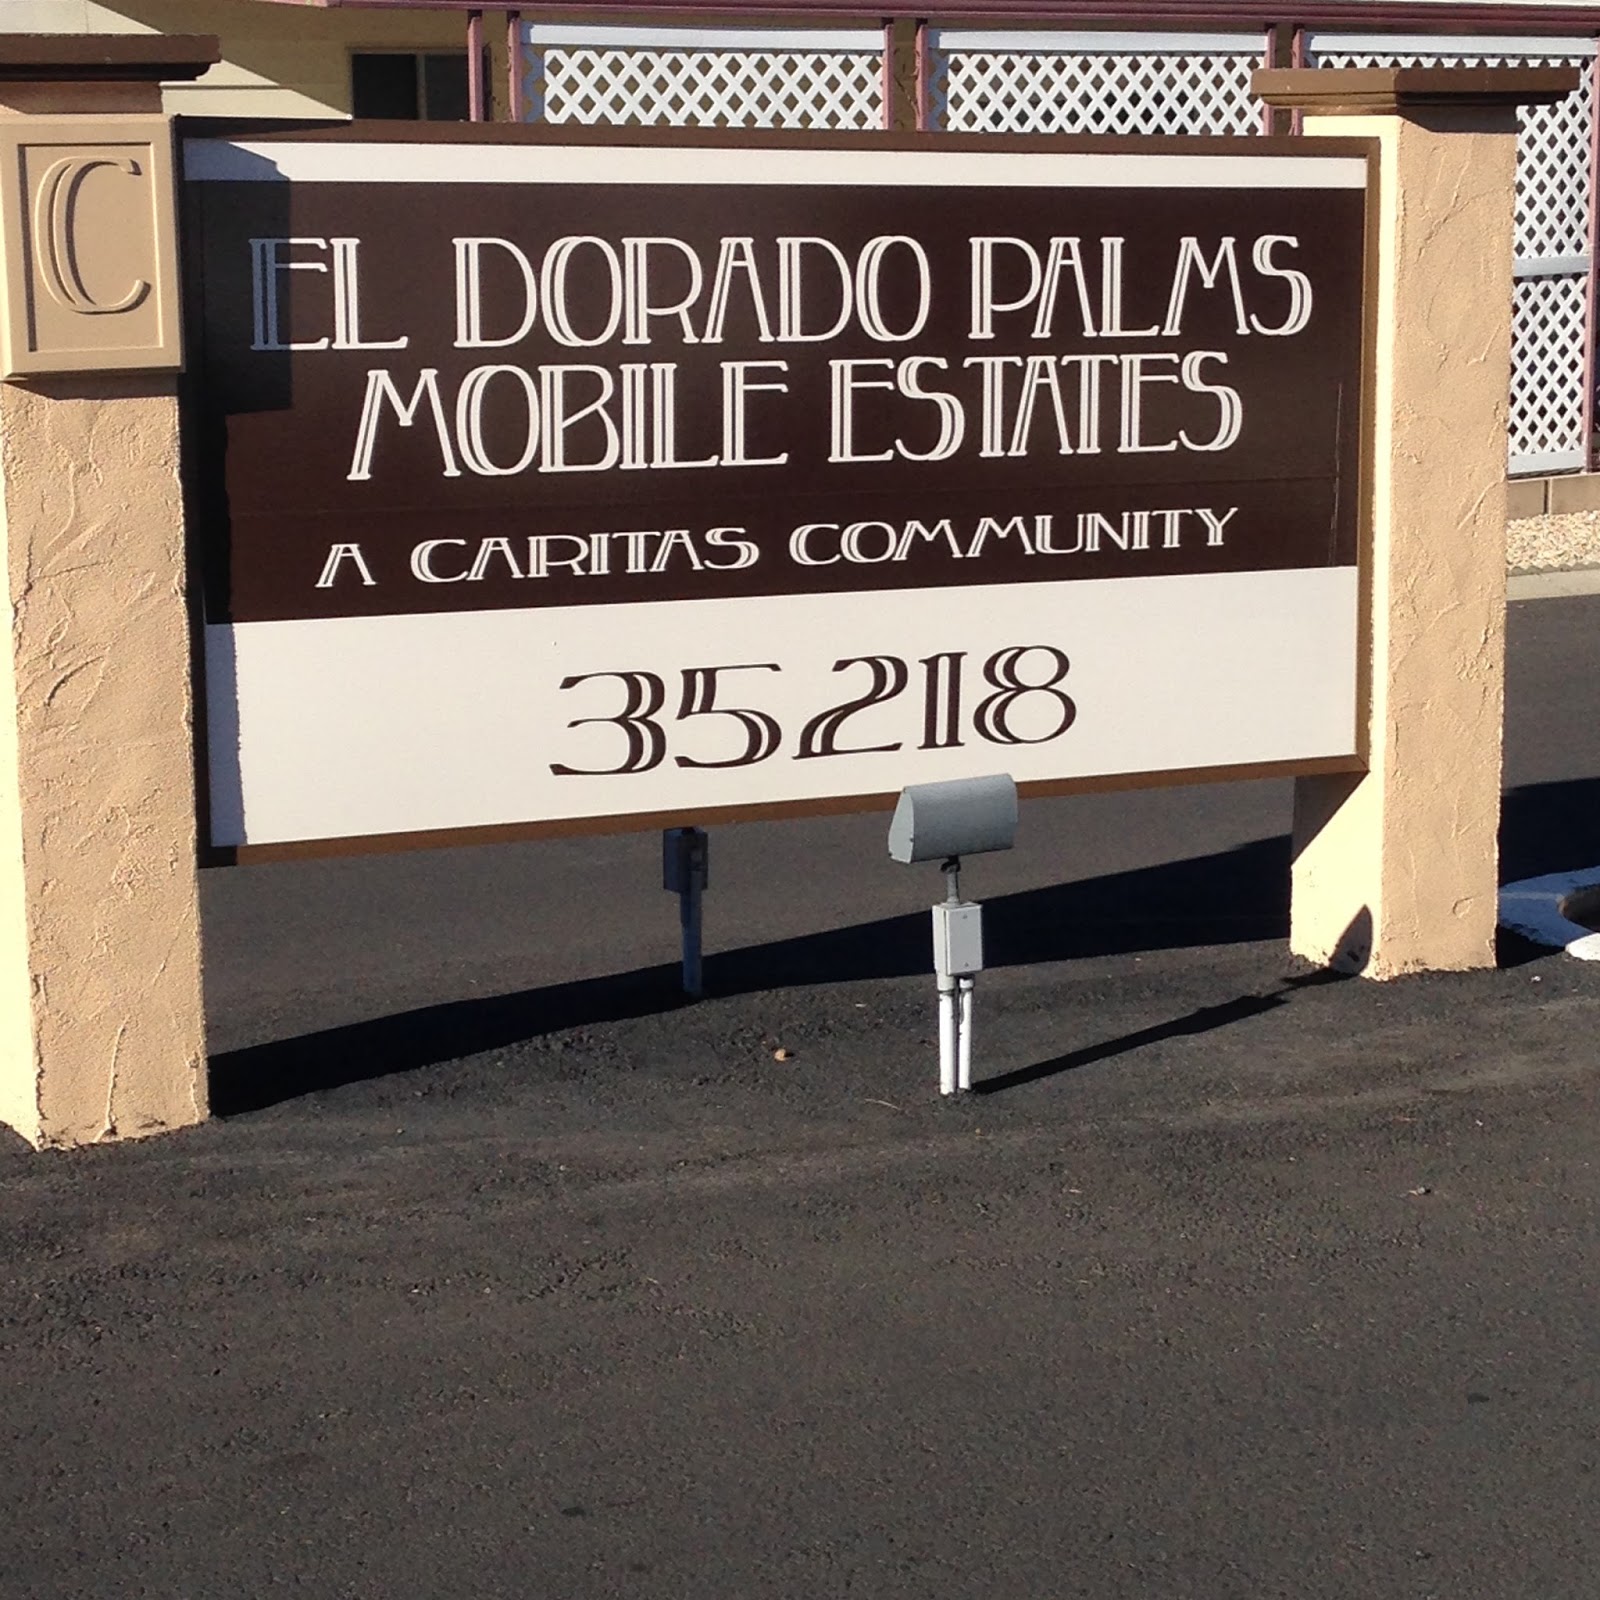 C
EL DORADO PALMS
MOBILE ESTATES
A CARITAS COMMUNITY
35218